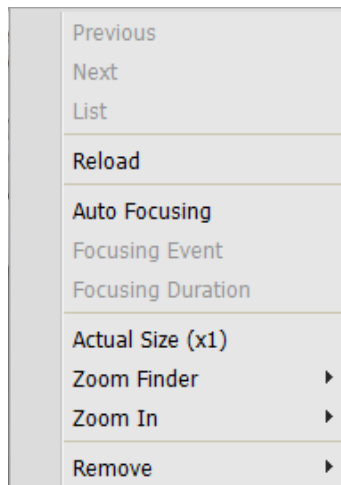 Previous
Next
List
Reload
Auto Focusing
Focusing Event
Focusing Duration
Actual Size (x1)
Zoom Finder
Zoom In
Remove